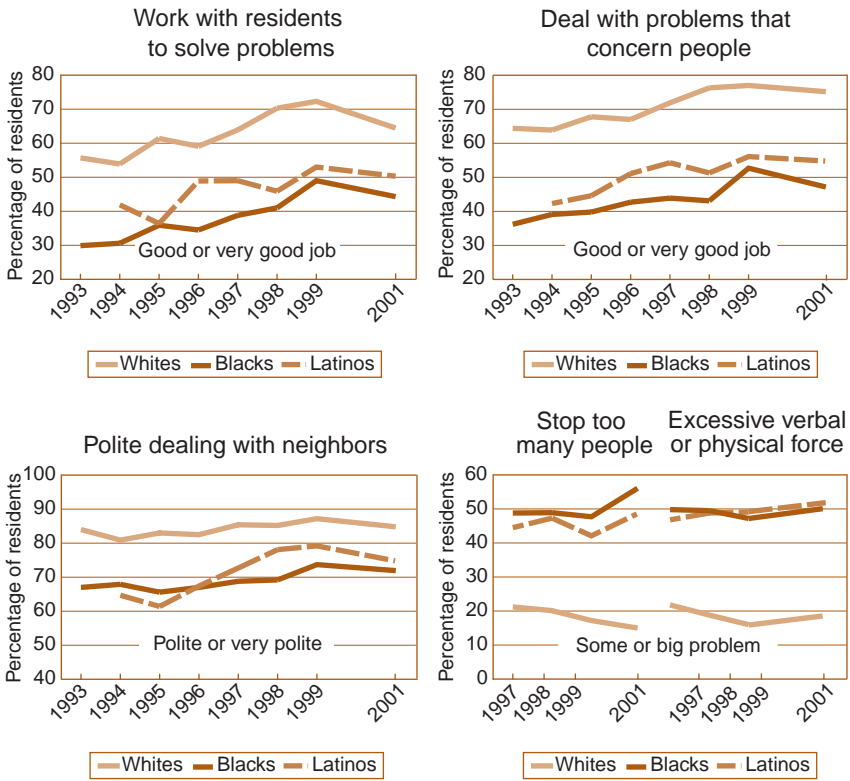 Work with residents
to solve problems
Percentage of residents
80
70
60
50
40
30
20
Good or very good job
1993
1994
1995
1996
1997
1998
1999
2001
Whites Blacks Latinos
Deal with problems that
concern people
Percentage of residents
80
70
60
50
40
30
20
Good or very good job
1993
1994
1995
1996
1997
1998
1999
2001
Whites Blacks Latinos
Polite dealing with neighbors
Percentage of residents
100
90
80
70
60
50
40
Polite or very polite
1993
1994
1995
1996
1997
1998
1999
2001
Whites Blacks Latinos
Stop too
many people
Excessive verbal
or physical force
Percentage of residents
60
50
40
30
20
10
0
Some or big problem
1997
1998
1999
2001
1997
1998
1999
2001
Whites Blacks Latinos